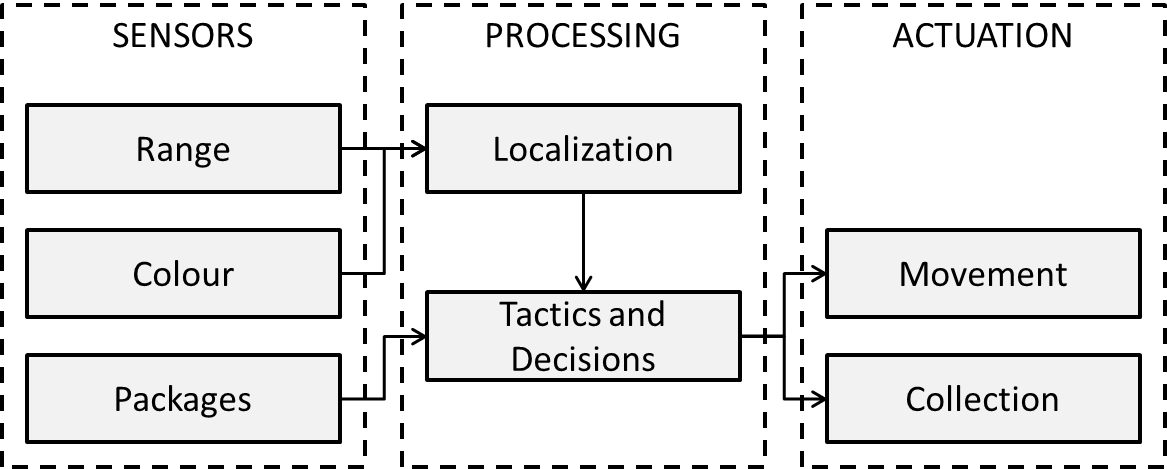 SENSORS
Range
Colour
Packages
PROCESSING
Localization
Tactics and
Decisions
ACTUATION
Movement
Collection